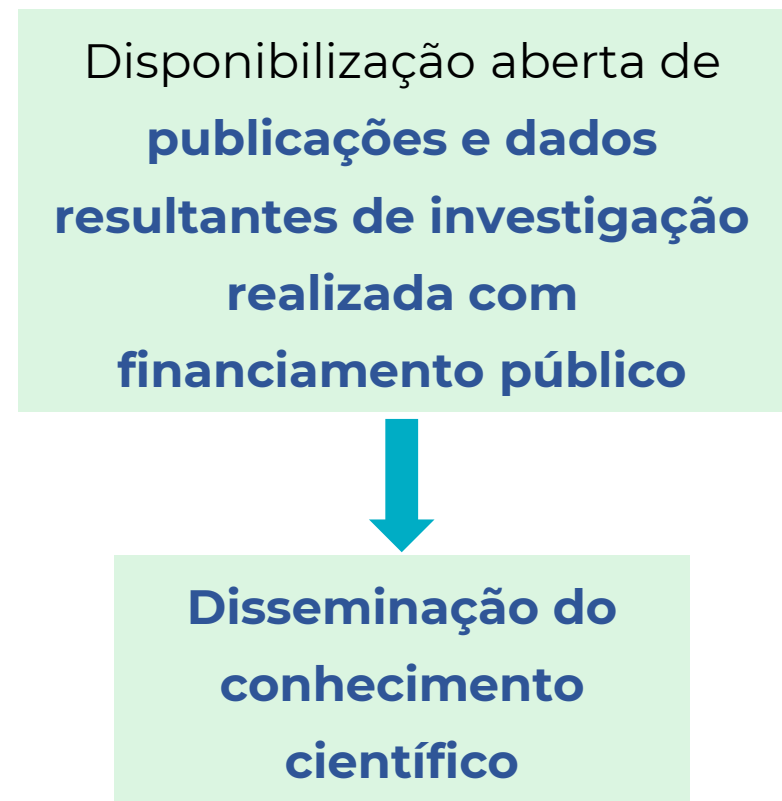 Disponibilização aberta de
publicações e dados
resultantes de investigação
realizada com
financiamento público
Disseminação do
conhecimento
científico